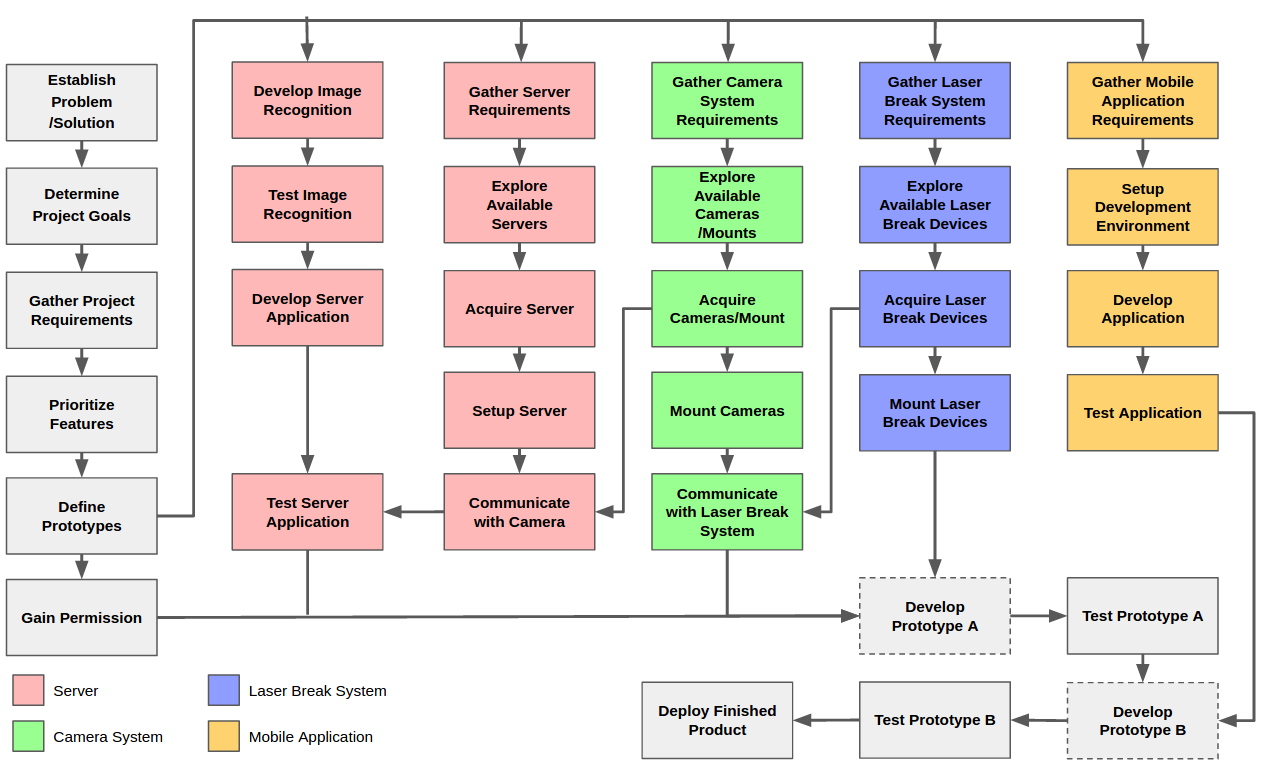 Establish
Problem
/Solution
Determine
Project Goals
Gather Project
Requirements
Prioritize
Features
Define
Prototypes
Gain Permission
Develop Image
Recognition
Test Image
Recognition
Develop Server
Application
Test Server
Application
Gather Server
Requirements
Explore
Available
Servers
Acquire Server
Setup Server
Communicate
with Camera
Gather Camera
System
Requirements
Explore
Available
Cameras
/Mounts
Acquire
Cameras/Mount
Mount Cameras
Communicate
with Laser Break
System
Gather Laser
Break System
Requirements
Explore
Available Laser
Break Devices
Acquire Laser
Break Devices
Mount Laser
Break Devices
Gather Mobile
Application
Requirements
Setup
Development
Environment
Develop
Application
Test Application
Develop
Prototype A
Test Prototype A
Develop
Prototype B
Test Prototype B
Deploy Finished
Product
Server
Camera System
Laser Break System
Mobile Application